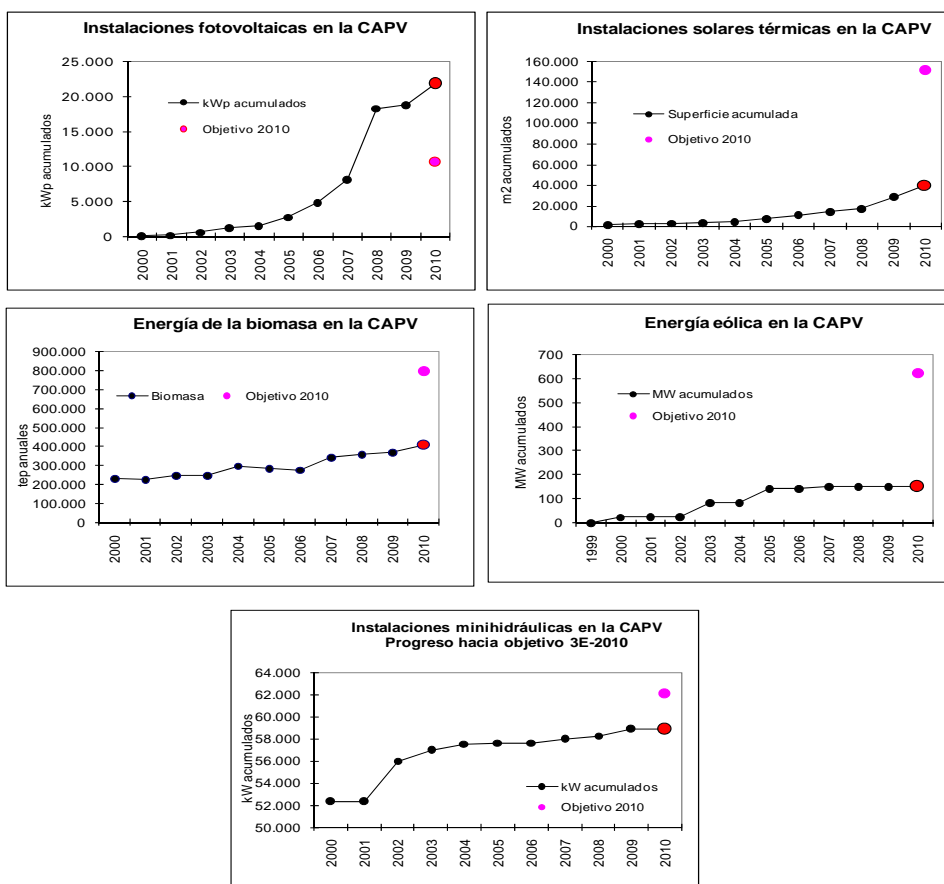 Instalaciones fotovoltaicas en la CAPV
25.000
20.000
15.000
10.000
5.000
0
kWp acumulados
kWp acumulados
Objetivo 2010
2000 2001 2002 2003 2004 2005 2006 2007 2008 2009 2010
Instalaciones solares térmicas en la CAPV
160.000
140.000
120.000
100.000
80.000
60.000
40.000
20.000
0
m2 acumulados
Superficie acumulada
Objetivo 2010
2000 2001 2002 2003 2004 2005 2006 2007 2008 2009 2010
Energía de la biomasa en la CAPV
900.000
800.000
700.000
600.000
500.000
400.000
300.000
200.000
100.000
0
tep anuales
Biomasa Objetivo 2010
2000 2001 2002 2003 2004 2005 2006 2007 2008 2009 2010
Energía eólica en la CAPV
700
600
500
400
300
200
100
0
MW acumulados
MW acumulados
Objetivo 2010
1999 2000 2001 2002 2003 2004 2005 2006 2007 2008 2009 2010
Instalaciones minihidráulicas en la CAPV
Progreso hacia objetivo 3E-2010
64.000
62.000
60.000
58.000
56.000
54.000
52.000
50.000
kW acumulados
kW acumulados
Objetivo 2010
2000 2001 2002 2003 2004 2005 2006 2007 2008 2009 2010